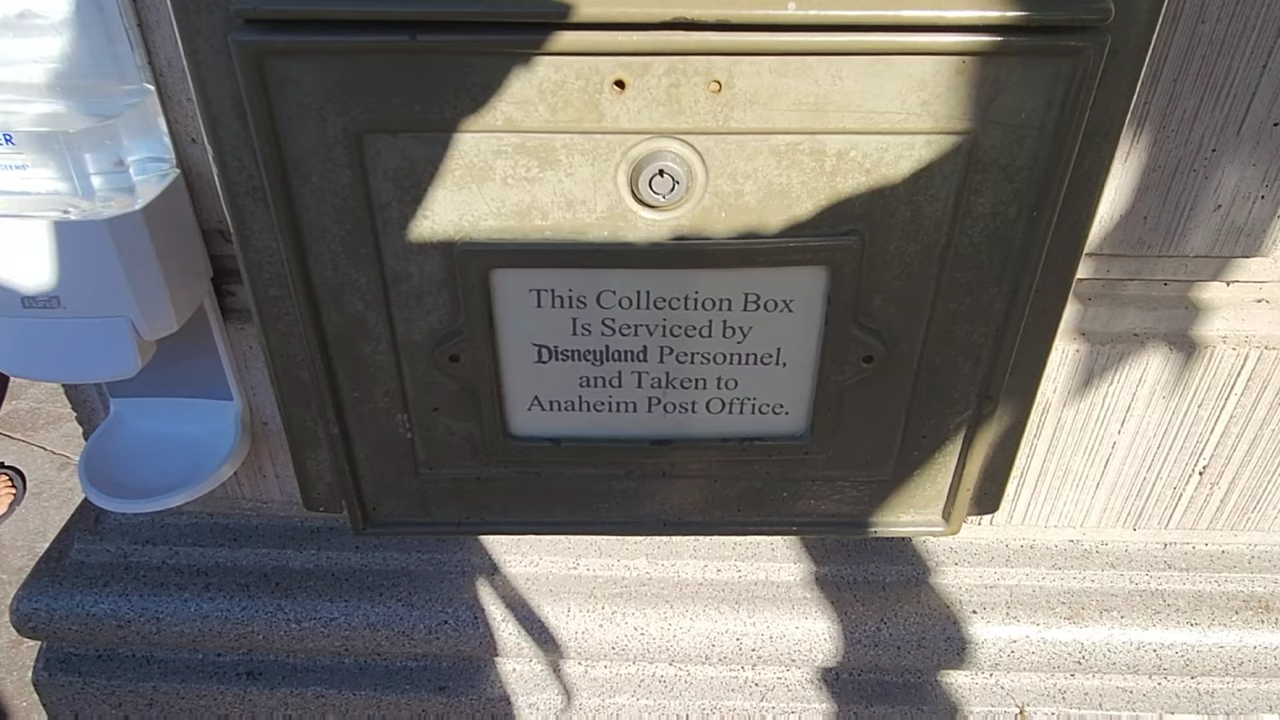 This Collection Box
Is Serviced by
Disneyland Personnel,
and Taken to
Anaheim Post Office.